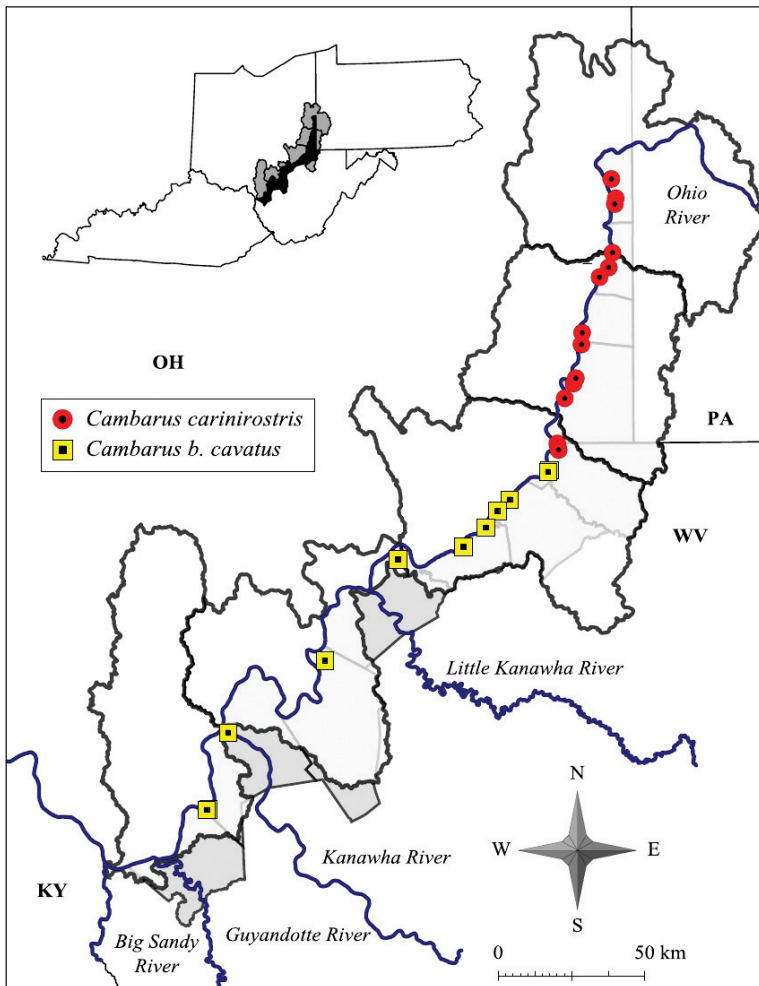 Ohio
River
OH
PA
Cambarus carinirostris
Cambarus b. cavatus
WV
Little Kanawha River
N
W
E
S
Kanawha River
KY
Big Sandy
River
Guyandotte River
0
50 km